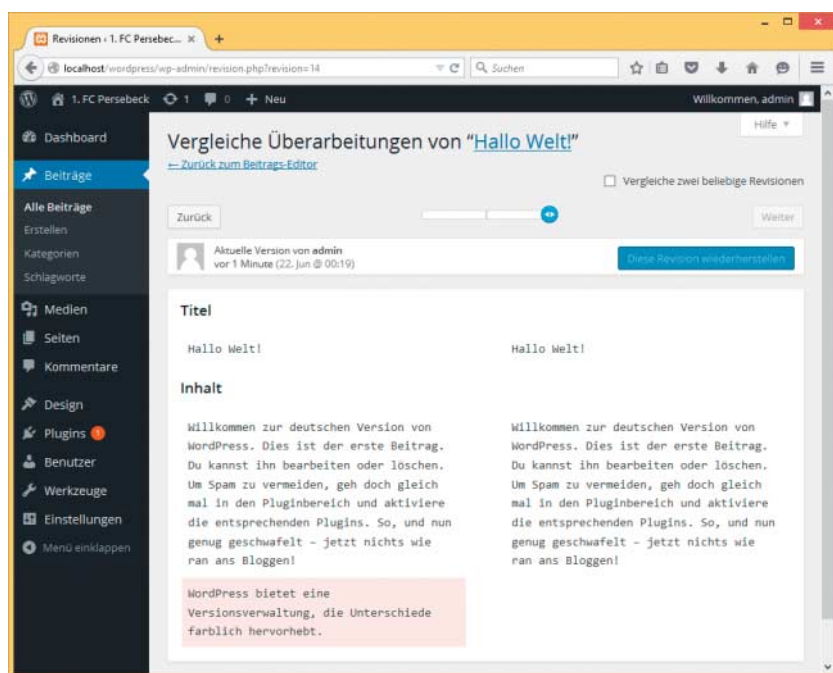 Revisionen ‹ 1. FC Persebec...
localhost/wordpress/wp-admin/revision.php?revision=14
Suchen
1. FC Persebeck 1 0 + Neu
Willkommen, admin
Dashboard
Beiträge
Alle Beiträge
Erstellen
Kategorien
Schlagworte
Medien
Seiten
Kommentare
Design
Plugins 1
Benutzer
Werkzeuge
Einstellungen
Menü einklappen
Hilfe
Vergleiche Überarbeitungen von “Hallo Welt!”
← Zurück zum Beitrags-Editor
Vergleiche zwei beliebige Revisionen
Zurück
Weiter
Aktuelle Version von admin
vor 1 Minute (22. Jun @ 00:19)
Diese Revision wiederherstellen
Titel
Hallo Welt!
Hallo Welt!
Inhalt
Willkommen zur deutschen Version von
WordPress. Dies ist der erste Beitrag.
Du kannst ihn bearbeiten oder löschen.
Um Spam zu vermeiden, geh doch gleich
mal in den Pluginbereich und aktiviere
die entsprechenden Plugins. So, und nun
genug geschwafelt – jetzt nichts wie
ran ans Bloggen!
WordPress bietet eine
Versionsverwaltung, die Unterschiede
farblich hervorhebt.
Willkommen zur deutschen Version von
WordPress. Dies ist der erste Beitrag.
Du kannst ihn bearbeiten oder löschen.
Um Spam zu vermeiden, geh doch gleich
mal in den Pluginbereich und aktiviere
die entsprechenden Plugins. So, und nun
genug geschwafelt – jetzt nichts wie
ran ans Bloggen!